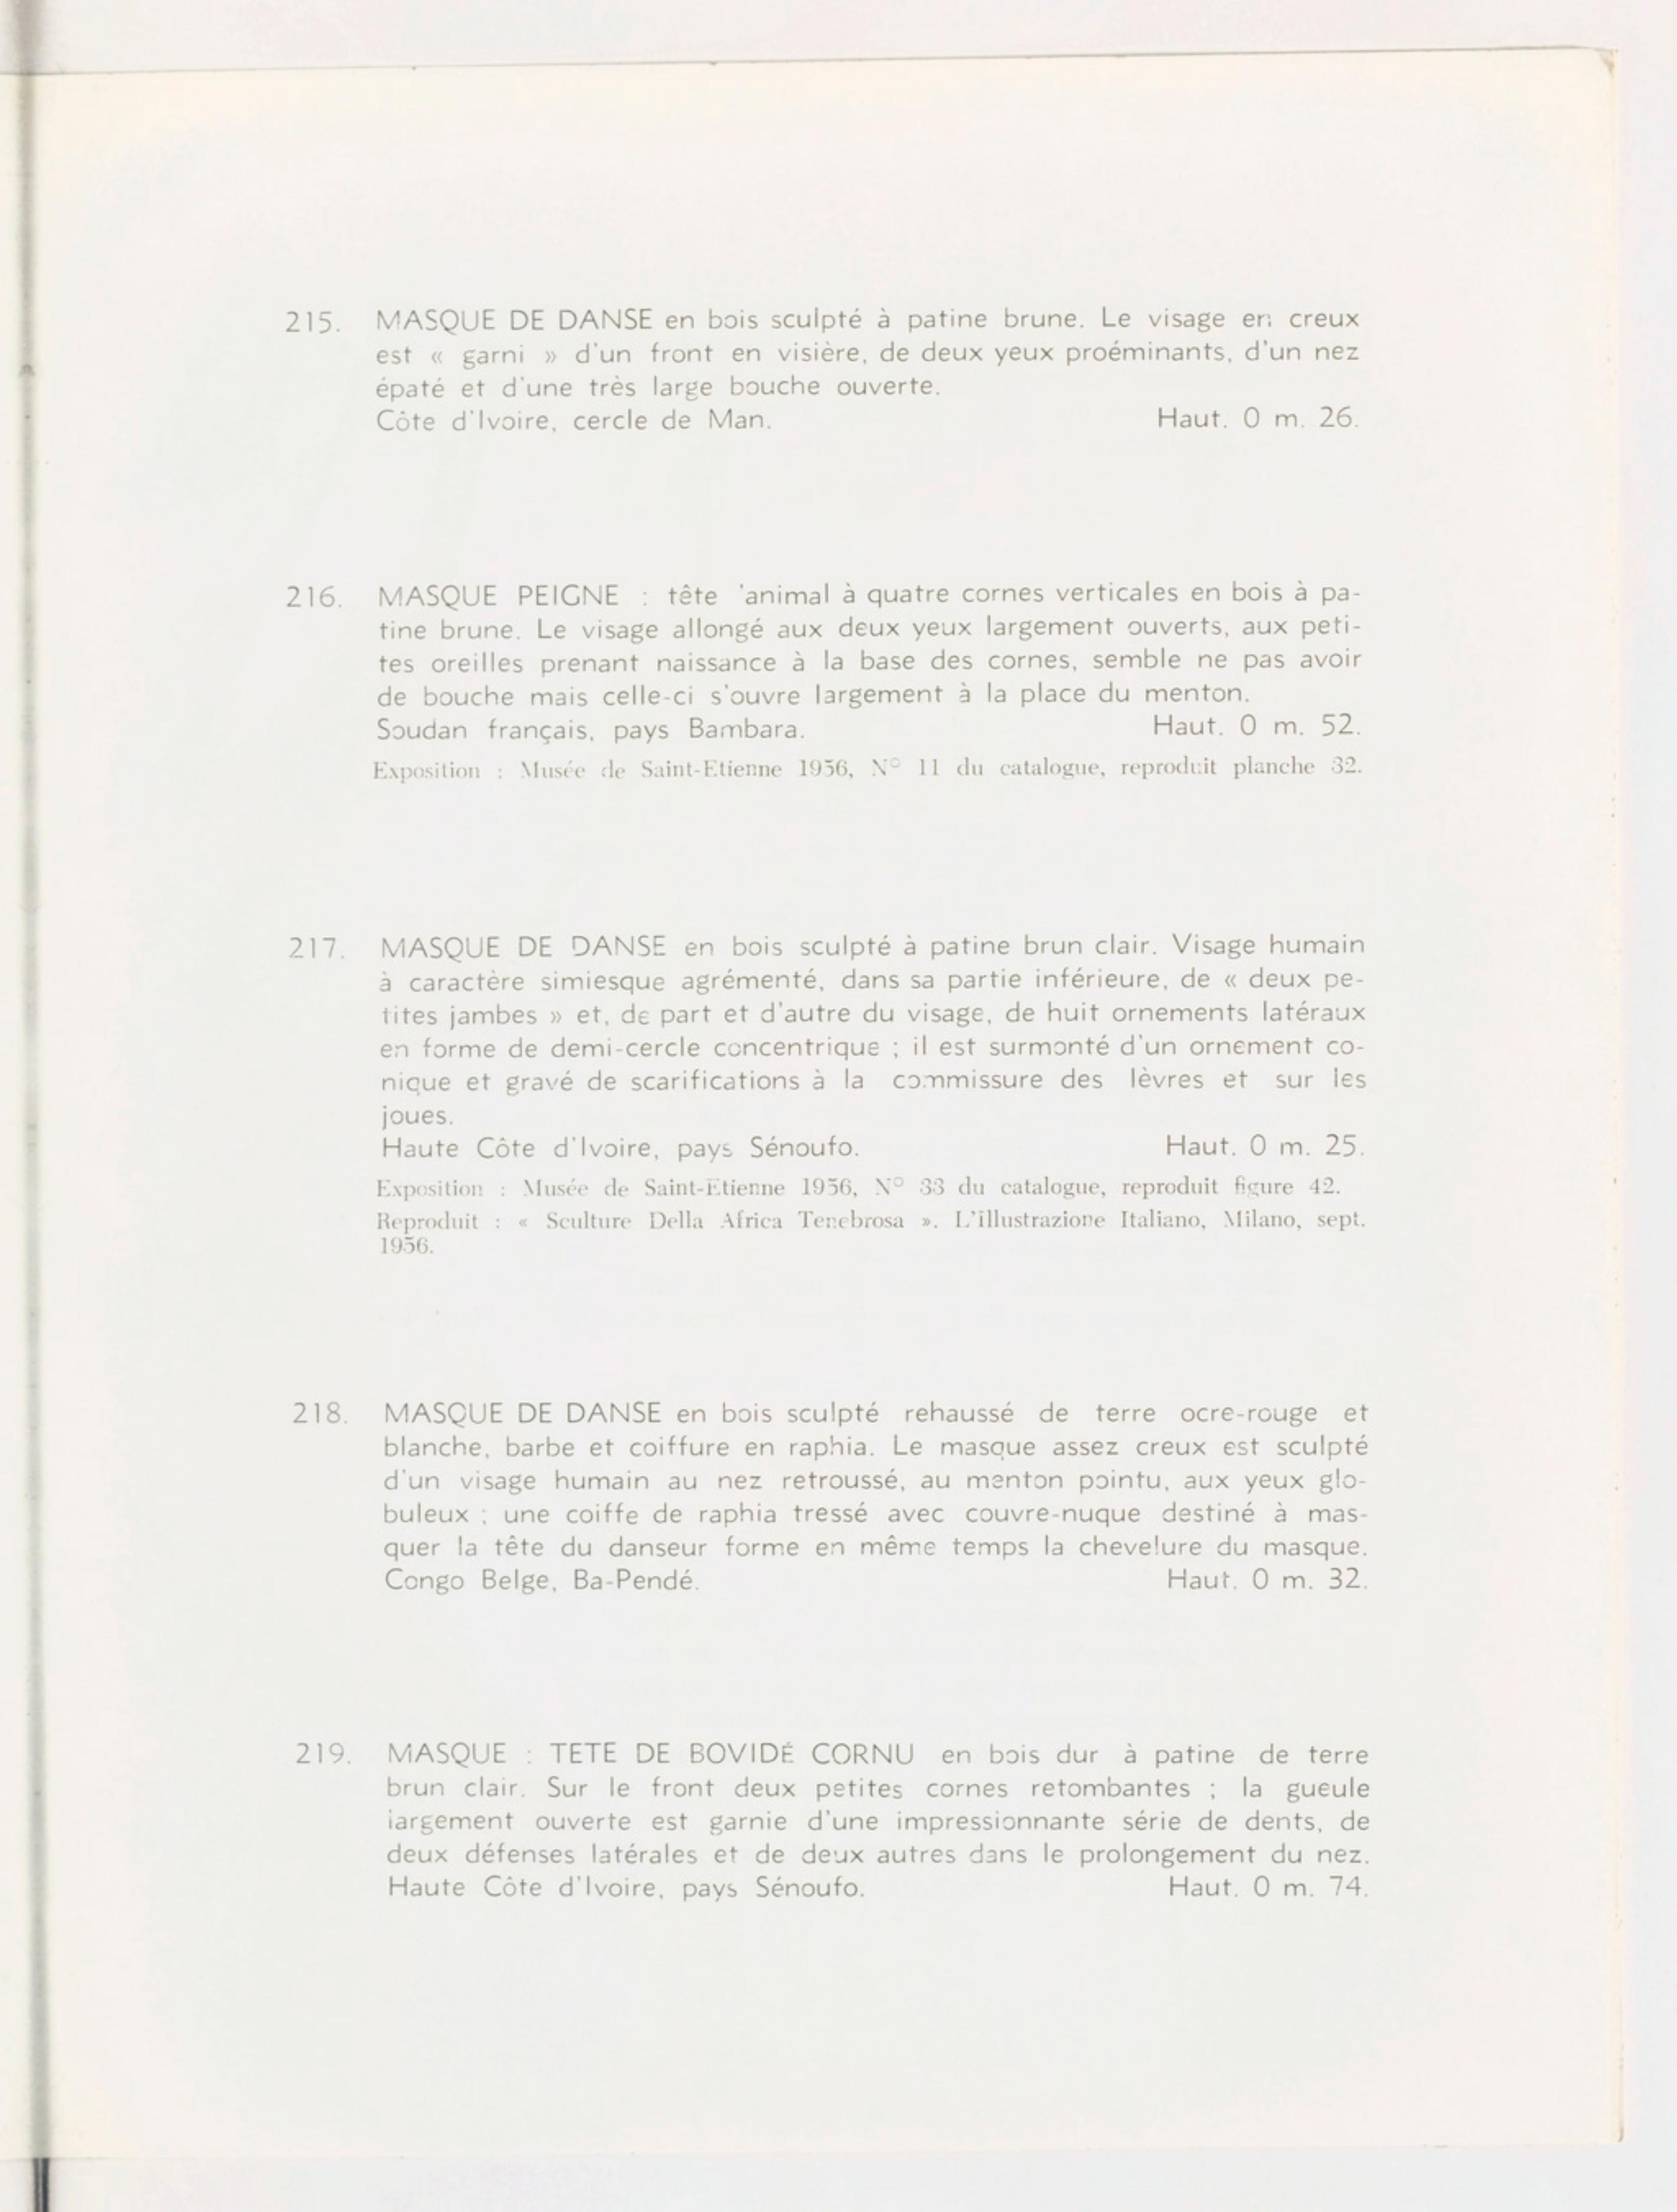 215. MASQUE DE DANSE en bois sculpté à patine brune. Le visage en creux
est « garni » d'un front en visière, de deux yeux proéminants, d'un nez
épaté et d'une très large bouche ouverte.
Côte d'Ivoire, cercle de Man. Haut. 0 m. 26.
216. MASQUE PEIGNE : tête 'animal à quatre cornes verticales en bois à pa-
tine brune. Le visage allongé aux deux yeux largement ouverts, aux peti-
tes oreilles prenant naissance à la base des cornes, semble ne pas avoir
de bouche mais celle-ci s'ouvre largement à la place du menton.
Soudan français, pays Bambara. Haut. 0 m. 52.
Exposition : Musée de Saint-Etienne 1956, N° 11 du catalogue, reproduit planche 32.
217. MASQUE DE DANSE en bois sculpté à patine brun clair. Visage humain
à caractère simiesque agrémenté, dans sa partie inférieure, de « deux pe-
tites jambes » et, de part et d'autre du visage, de huit ornements latéraux
en forme de demi-cercle concentrique ; il est surmonté d'un ornement co-
nique et gravé de scarifications à la commissure des lèvres et sur les
joues.
Haute Côte d'Ivoire, pays Sénoufo. Haut. 0 m. 25.
Exposition : Musée de Saint-Etienne 1956, N° 33 du catalogue, reproduit figure 42.
Reproduit : « Sculture Della Africa Tenebrosa ». L'illustrazione Italiano, Milano, sept.
1956.
218. MASQUE DE DANSE en bois sculpté rehaussé de terre ocre-rouge et
blanche, barbe et coiffure en raphia. Le masque assez creux est sculpté
d'un visage humain au nez retroussé, au menton pointu, aux yeux glo-
buleux ; une coiffe de raphia tressé avec couvre-nuque destiné à mas-
quer la tête du danseur forme en même temps la chevelure du masque.
Congo Belge, Ba-Pendé. Haut. 0 m. 32.
219. MASQUE : TETE DE BOVIDÉ CORNU en bois dur à patine de terre
brun clair. Sur le front deux petites cornes retombantes ; la gueule
largement ouverte est garnie d'une impressionnante série de dents, de
deux défenses latérales et de deux autres dans le prolongement du nez.
Haute Côte d'Ivoire, pays Sénoufo. Haut. 0 m. 74.